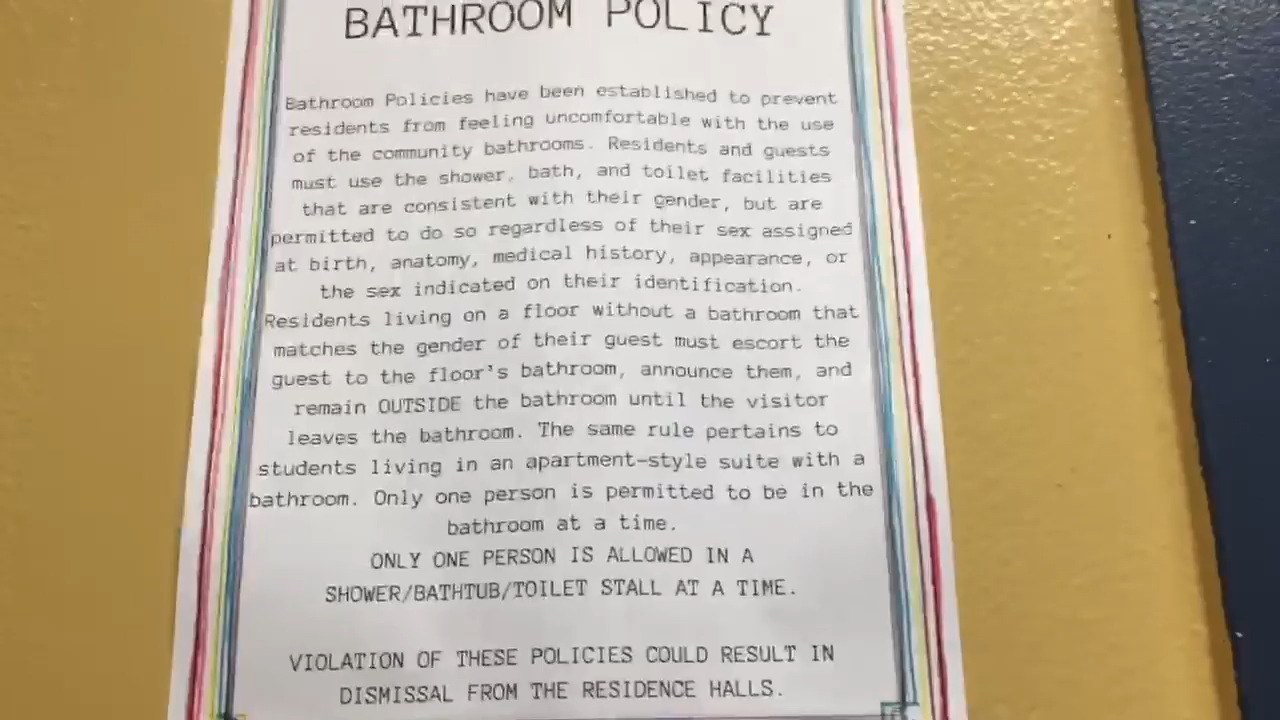 BATHROOM POLICY
Bathroom Policies have been established to prevent
residents from feeling uncomfortable with the use
of the community bathrooms. Residents and guests
must use the shower, bath, and toilet facilities
that are consistent with their gender, but are
permitted to do so regardless of their sex assigned
at birth, anatomy, medical history, appearance, or
the sex indicated on their identification.
Residents living on a floor without a bathroom that
matches the gender of their guest must escort the
guest to the floor's bathroom, announce them, and
remain OUTSIDE the bathroom until the visitor
leaves the bathroom. The same rule pertains to
students living in an apartment-style suite with a
bathroom. Only one person is permitted to be in the
bathroom at a time.
ONLY ONE PERSON IS ALLOWED IN A
SHOWER/BATHTUB/TOILET STALL AT A TIME.
VIOLATION OF THESE POLICIES COULD RESULT IN
DISMISSAL FROM THE RESIDENCE HALLS.